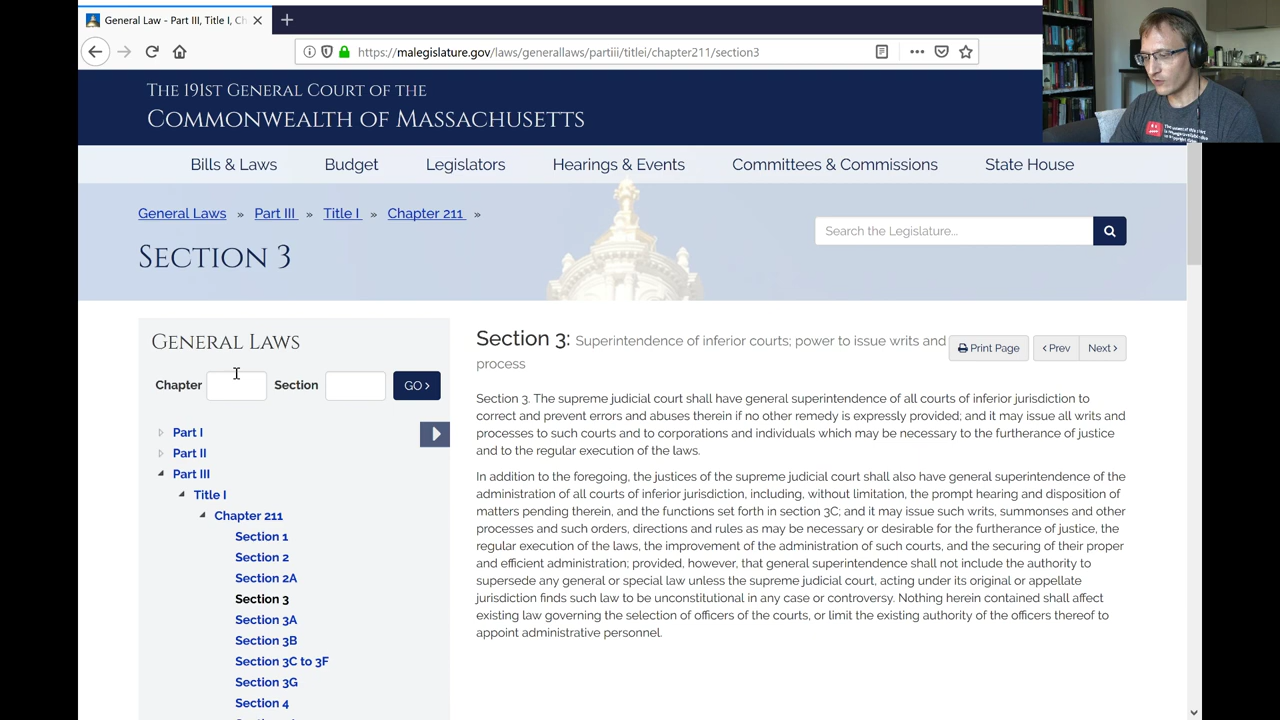 General Law - Part III, Title I, Ch
https://malegislature.gov/laws/generallaws/partiii/titlei/chapter211/section3
The 191st General Court of the
Commonwealth of Massachusetts
Bills & Laws Budget Legislators Hearings & Events Committees & Commissions State House
General Laws » Part III » Title I » Chapter 211 »
Search the Legislature...
Section 3
General Laws
Chapter Section GO
Part I
Part II
Part III
Title I
Chapter 211
Section 1
Section 2
Section 2A
Section 3
Section 3A
Section 3B
Section 3C to 3F
Section 3G
Section 4
Section 3: Superintendence of inferior courts; power to issue writs and
process
Print Page Prev Next
Section 3. The supreme judicial court shall have general superintendence of all courts of inferior jurisdiction to
correct and prevent errors and abuses therein if no other remedy is expressly provided; and it may issue all writs and
processes to such courts and to corporations and individuals which may be necessary to the furtherance of justice
and to the regular execution of the laws.
In addition to the foregoing, the justices of the supreme judicial court shall also have general superintendence of the
administration of all courts of inferior jurisdiction, including, without limitation, the prompt hearing and disposition of
matters pending therein, and the functions set forth in section 3C; and it may issue such writs, summonses and other
processes and such orders, directions and rules as may be necessary or desirable for the furtherance of justice, the
regular execution of the laws, the improvement of the administration of such courts, and the securing of their proper
and efficient administration; provided, however, that general superintendence shall not include the authority to
supersede any general or special law unless the supreme judicial court, acting under its original or appellate
jurisdiction finds such law to be unconstitutional in any case or controversy. Nothing herein contained shall affect
existing law governing the selection of officers of the courts, or limit the existing authority of the officers thereof to
appoint administrative personnel.